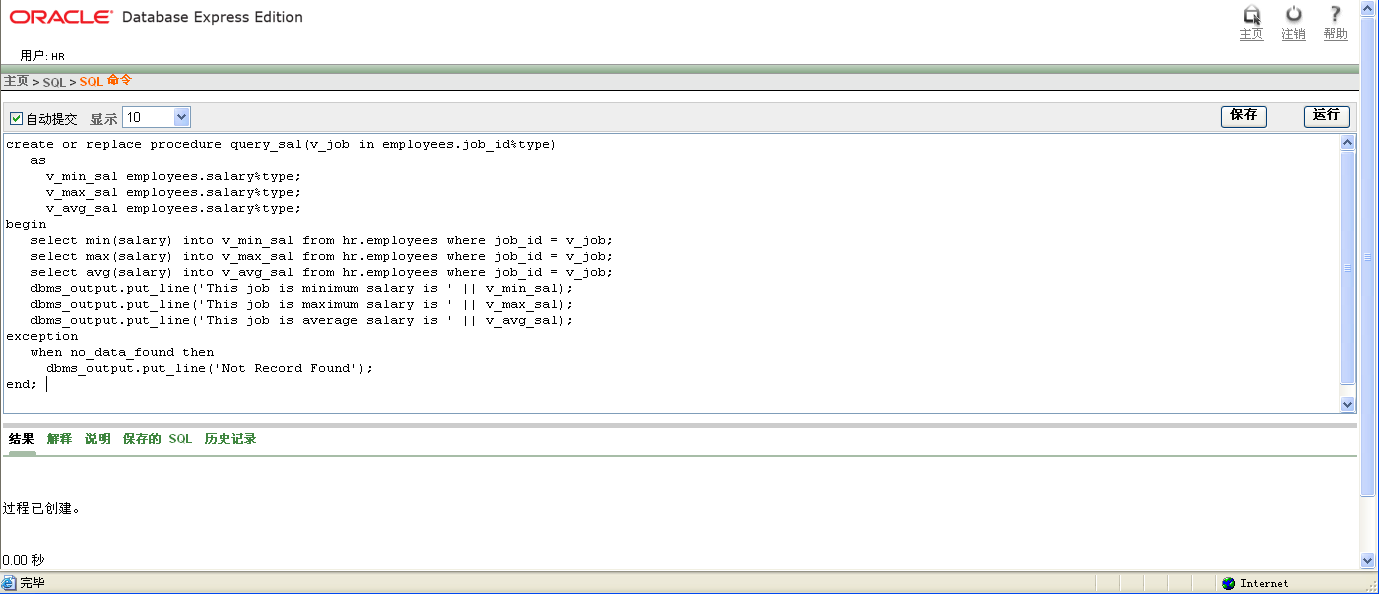 ORACLE® Database Express Edition
主页 注销 帮助
用户: HR
主页 > SQL > SQL 命令
自动提交 显示 10 保存 运行
create or replace procedure query_sal(v_job in employees.job_id%type)
as
v_min_sal employees.salary%type;
v_max_sal employees.salary%type;
v_avg_sal employees.salary%type;
begin
select min(salary) into v_min_sal from hr.employees where job_id = v_job;
select max(salary) into v_max_sal from hr.employees where job_id = v_job;
select avg(salary) into v_avg_sal from hr.employees where job_id = v_job;
dbms_output.put_line('This job is minimum salary is ' || v_min_sal);
dbms_output.put_line('This job is maximum salary is ' || v_max_sal);
dbms_output.put_line('This job is average salary is ' || v_avg_sal);
exception
when no_data_found then
dbms_output.put_line('Not Record Found');
end;
结果 解释 说明 保存的 SQL 历史记录
过程已创建。
0.00 秒
完毕 Internet